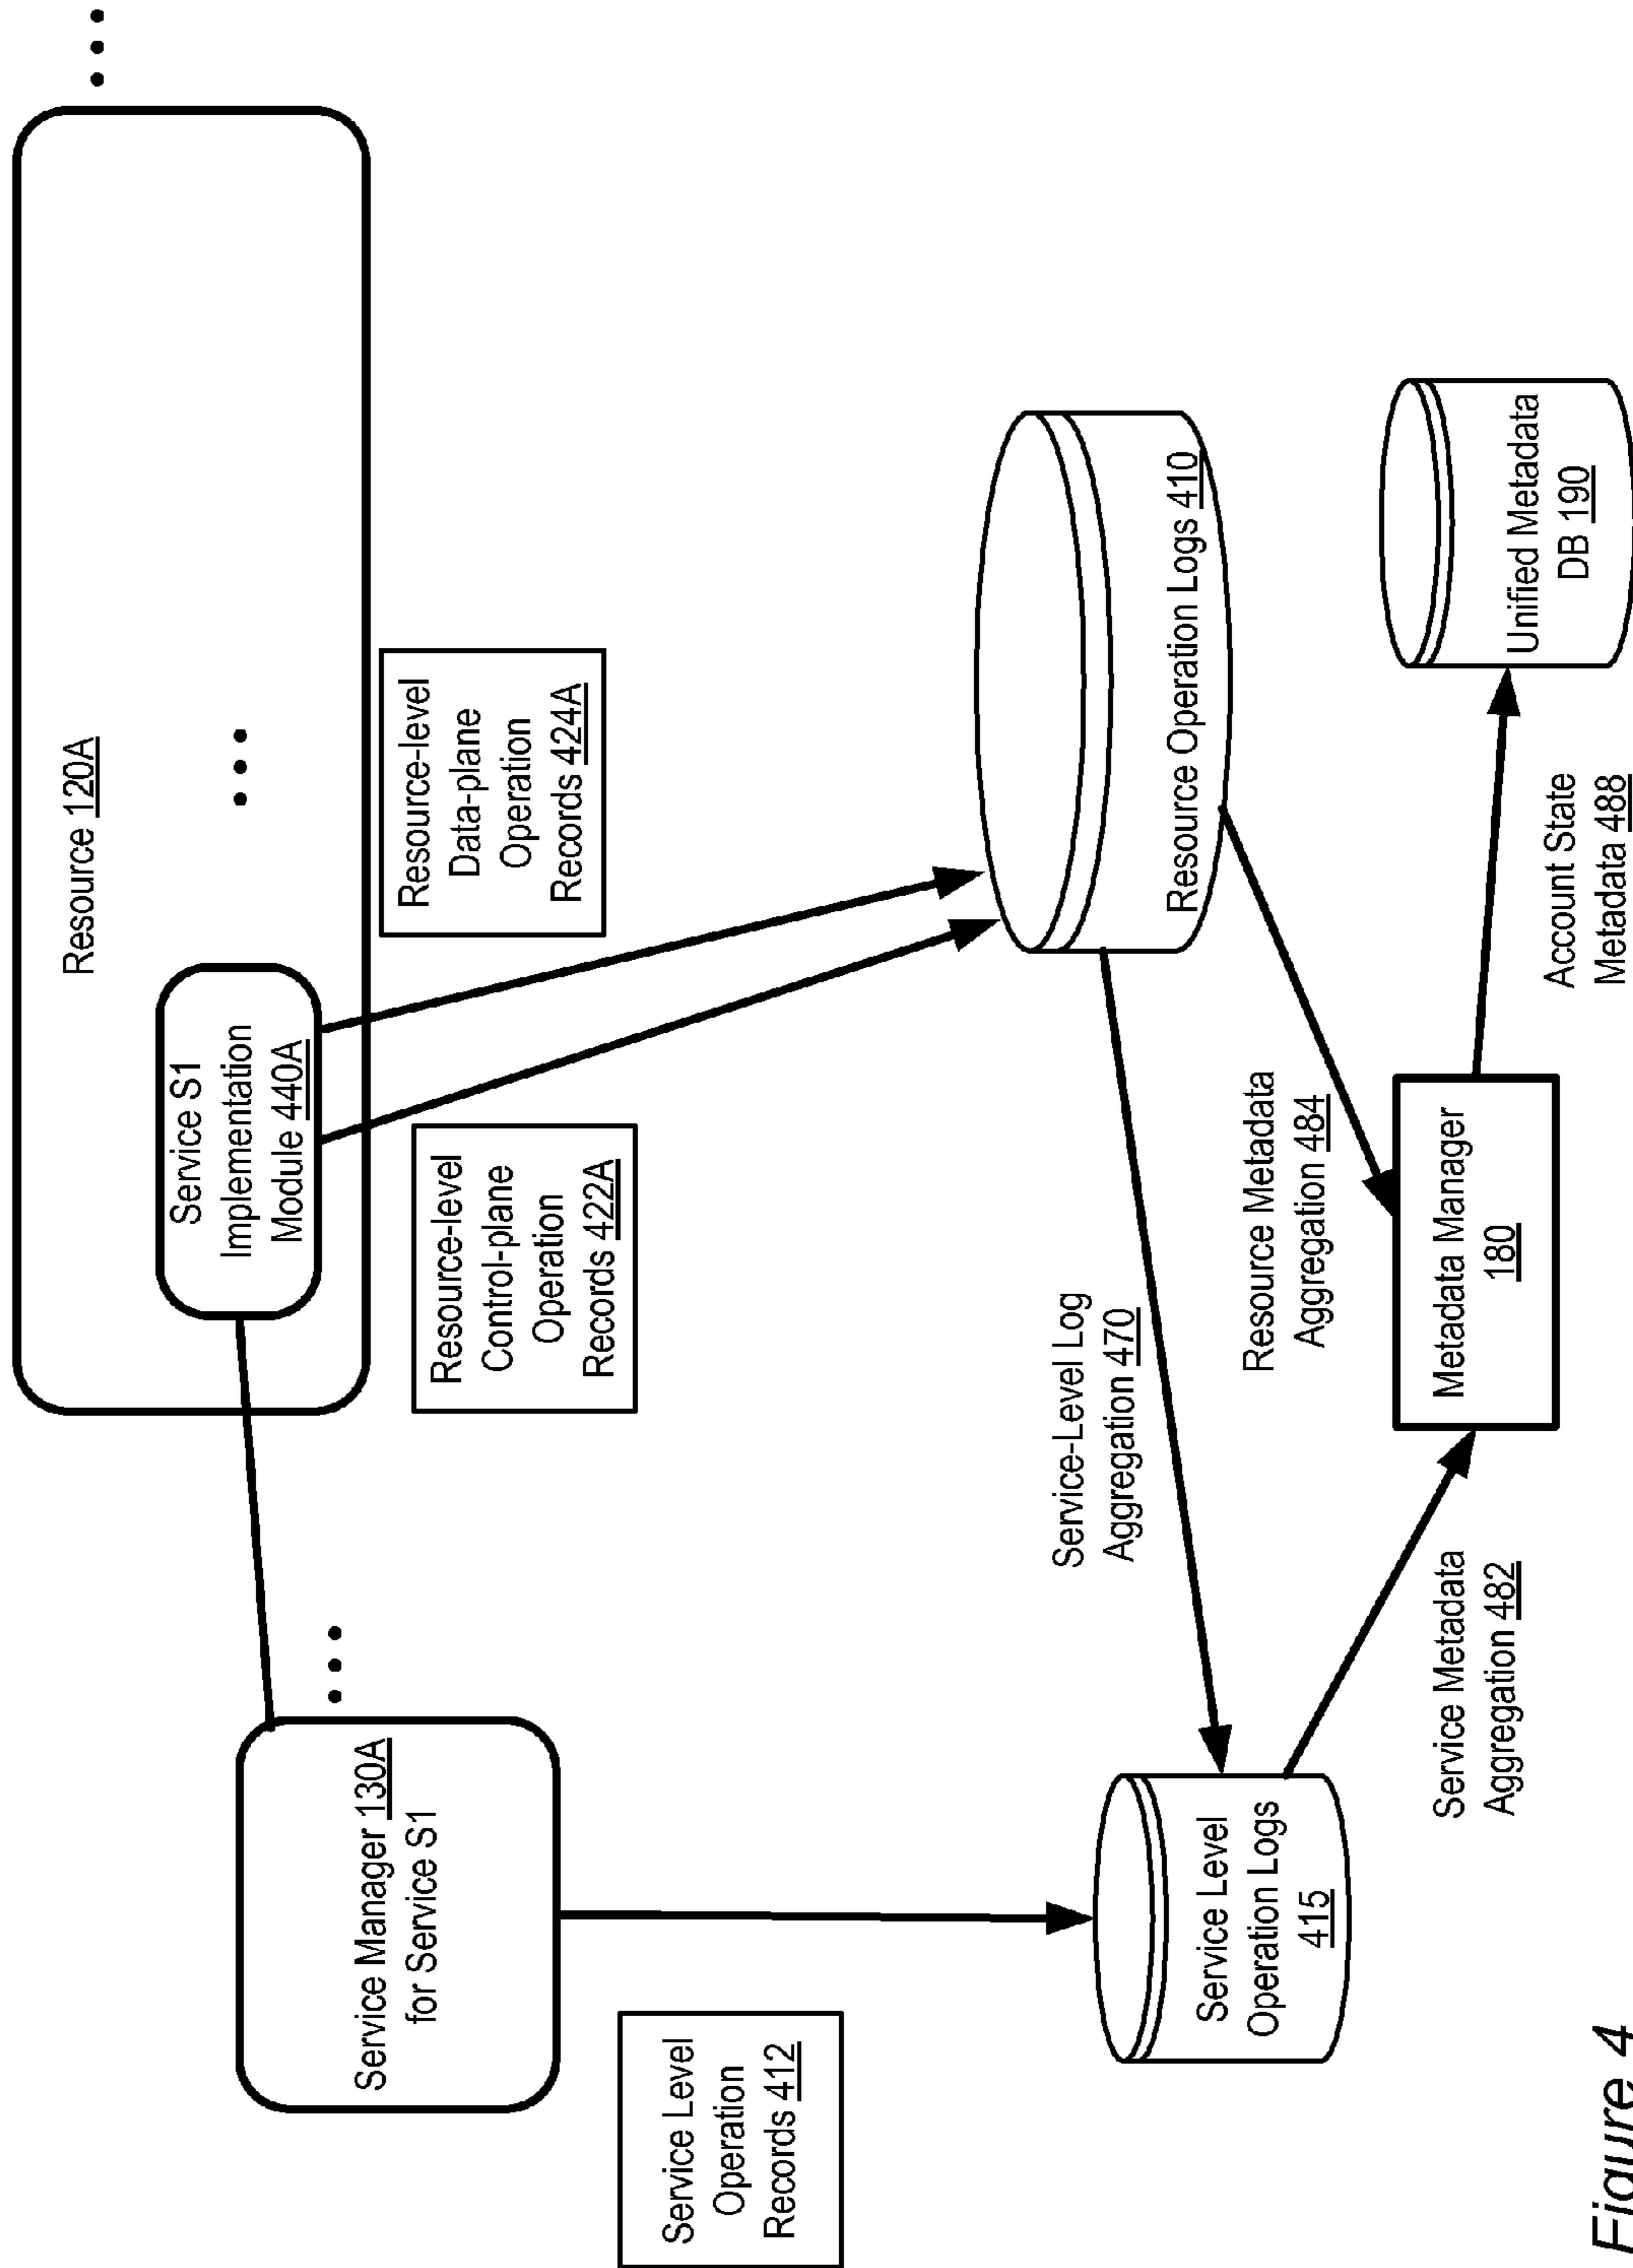 Resource 120A
Service S1
Implementation
Module 440A
Service Manager 130A
for Service S1
Resource-level
Control-plane
Operation
Records 422A
Resource-level
Data-plane
Operation
Records 424A
Service Level
Operation
Records 412
Service-Level Log
Aggregation 470
Resource Operation Logs 410
Service Level
Operation Logs
415
Resource Metadata
Aggregation 484
Service Metadata
Aggregation 482
Metadata Manager
180
Account State
Metadata 488
Unified Metadata
DB 190
Figure 4